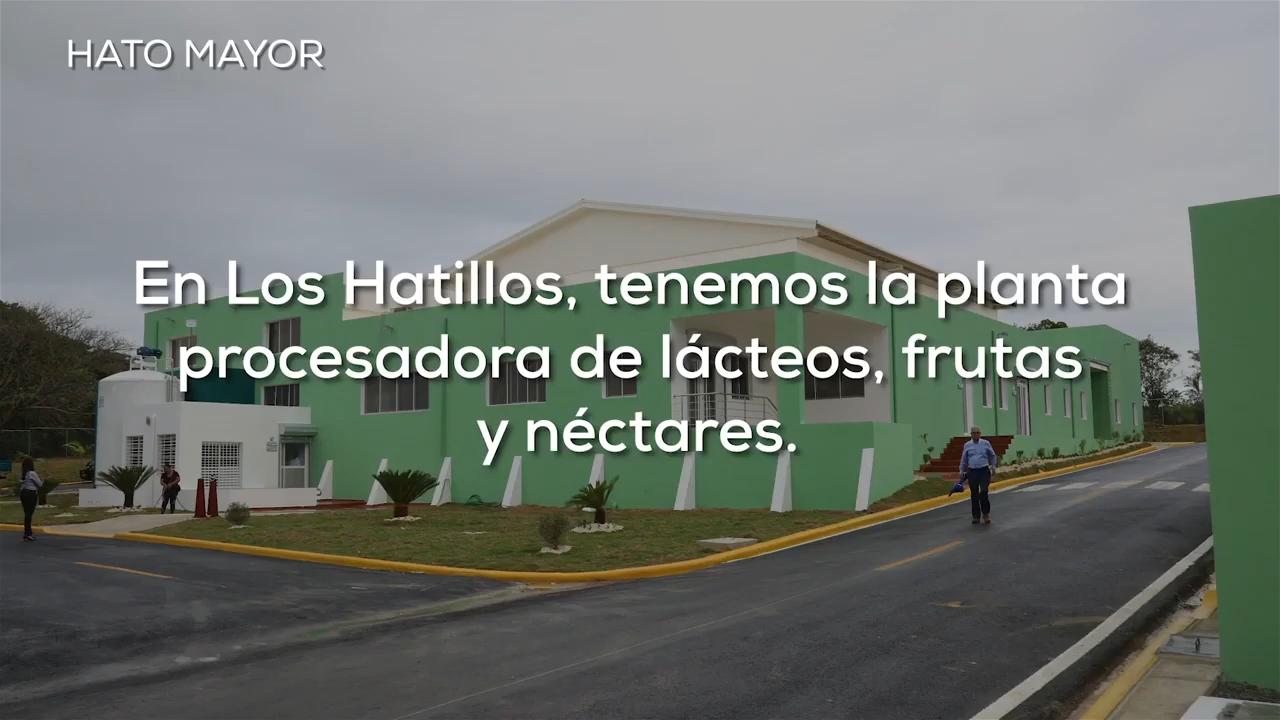 HATO MAYOR
En Los Hatillos, tenemos la planta
procesadora de lácteos, frutas
y néctares.